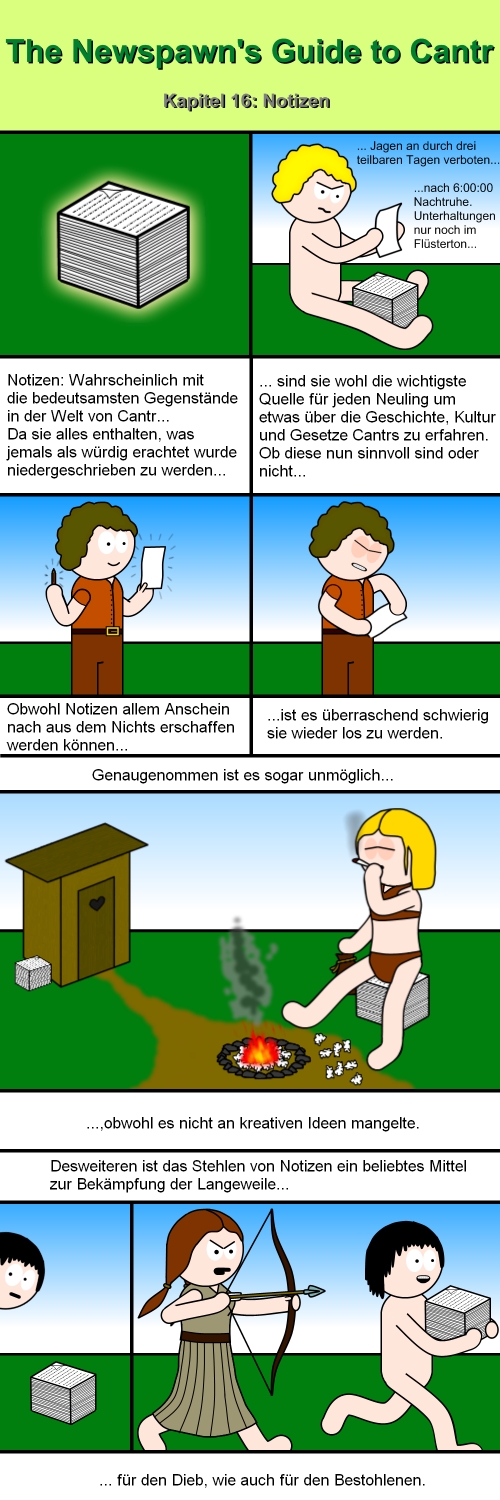 The Newspawn's Guide to Cantr
Kapitel 16: Notizen
... Jagen an durch drei
teilbaren Tagen verboten...
...nach 6:00:00
Nachtruhe.
Unterhaltungen
nur noch im
Flüsterton...
Notizen: Wahrscheinlich mit
die bedeutsamsten Gegenstände
in der Welt von Cantr...
Da sie alles enthalten, was
jemals als würdig erachtet wurde
niedergeschrieben zu werden...
... sind sie wohl die wichtigste
Quelle für jeden Neuling um
etwas über die Geschichte, Kultur
und Gesetze Cantrs zu erfahren.
Ob diese nun sinnvoll sind oder
nicht...
Obwohl Notizen allem Anschein
nach aus dem Nichts erschaffen
werden können...
...ist es überraschend schwierig
sie wieder los zu werden.
Genaugenommen ist es sogar unmöglich...
...,obwohl es nicht an kreativen Ideen mangelte.
Desweiteren ist das Stehlen von Notizen ein beliebtes Mittel
zur Bekämpfung der Langeweile...
... für den Dieb, wie auch für den Bestohlenen.